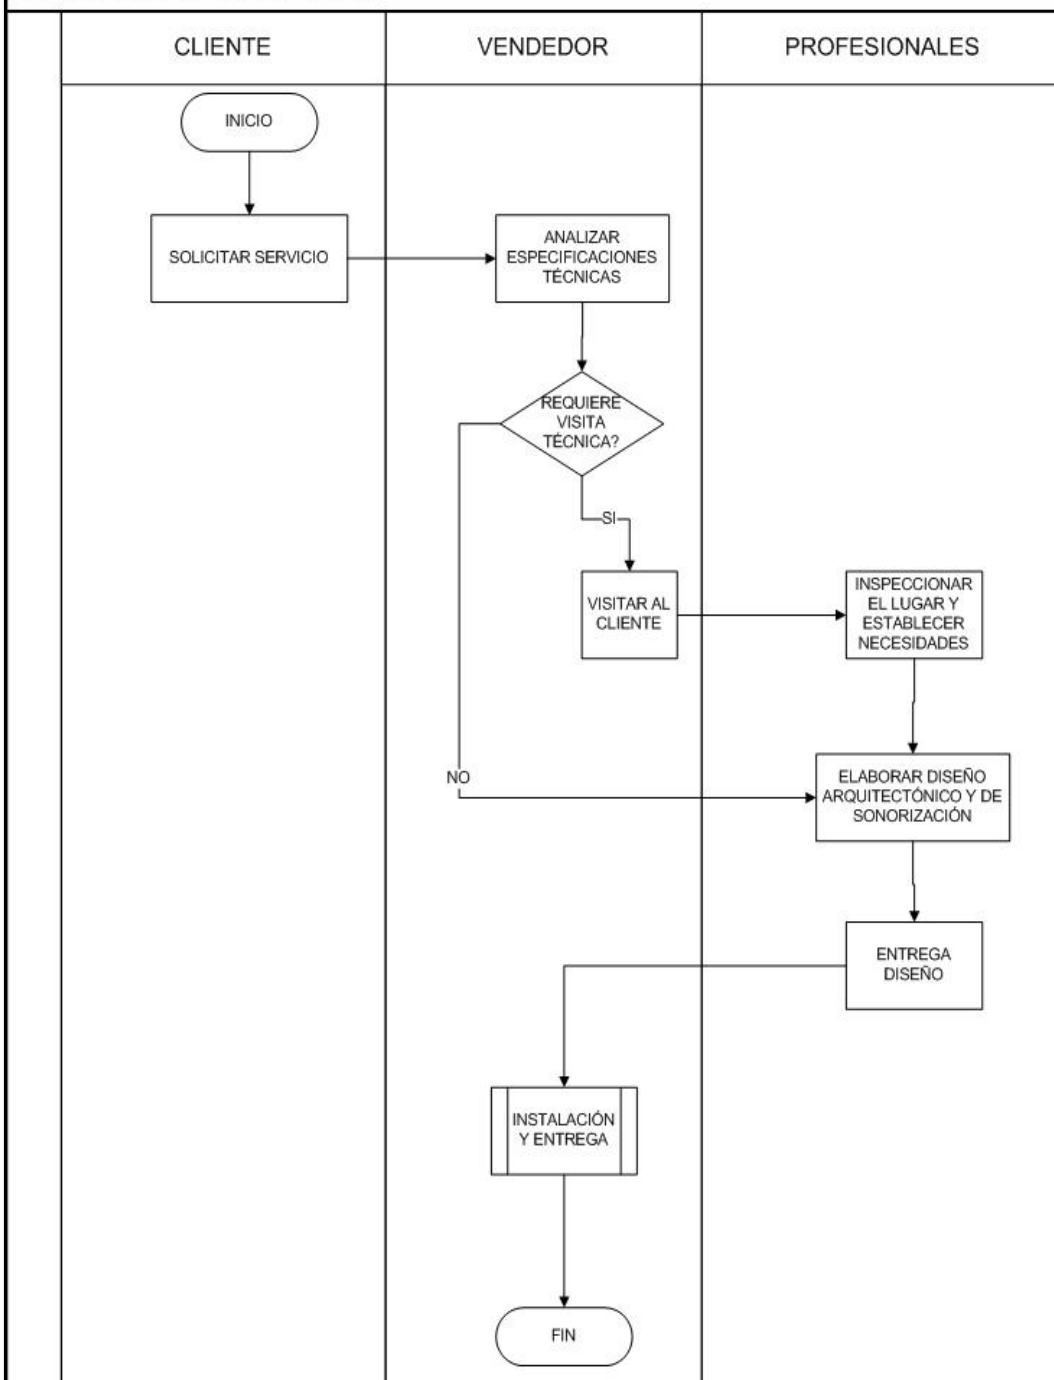 CLIENTE
VENDEDOR
PROFESIONALES
INICIO
SOLICITAR SERVICIO
ANALIZAR
ESPECIFICACIONES
TÉCNICAS
REQUIERE
VISITA
TÉCNICA?
SI
VISITAR AL
CLIENTE
INSPECCIONAR
EL LUGAR Y
ESTABLECER
NECESIDADES
NO
ELABORAR DISEÑO
ARQUITECTÓNICO Y DE
SONORIZACIÓN
ENTREGA
DISEÑO
INSTALACIÓN
Y ENTREGA
FIN